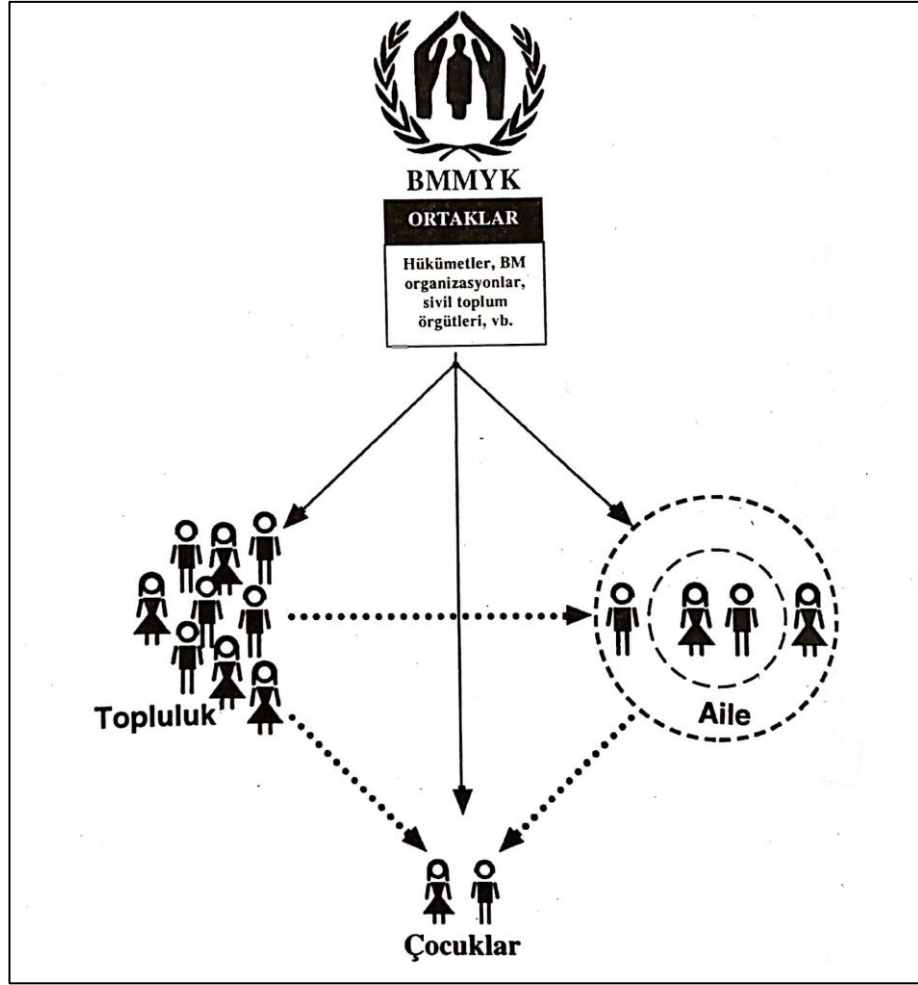 BMMYK
ORTAKLAR
Hükümetler, BM
organizasyonlar,
sivil toplum
örgütleri, vb.
Topluluk
Aile
Çocuklar